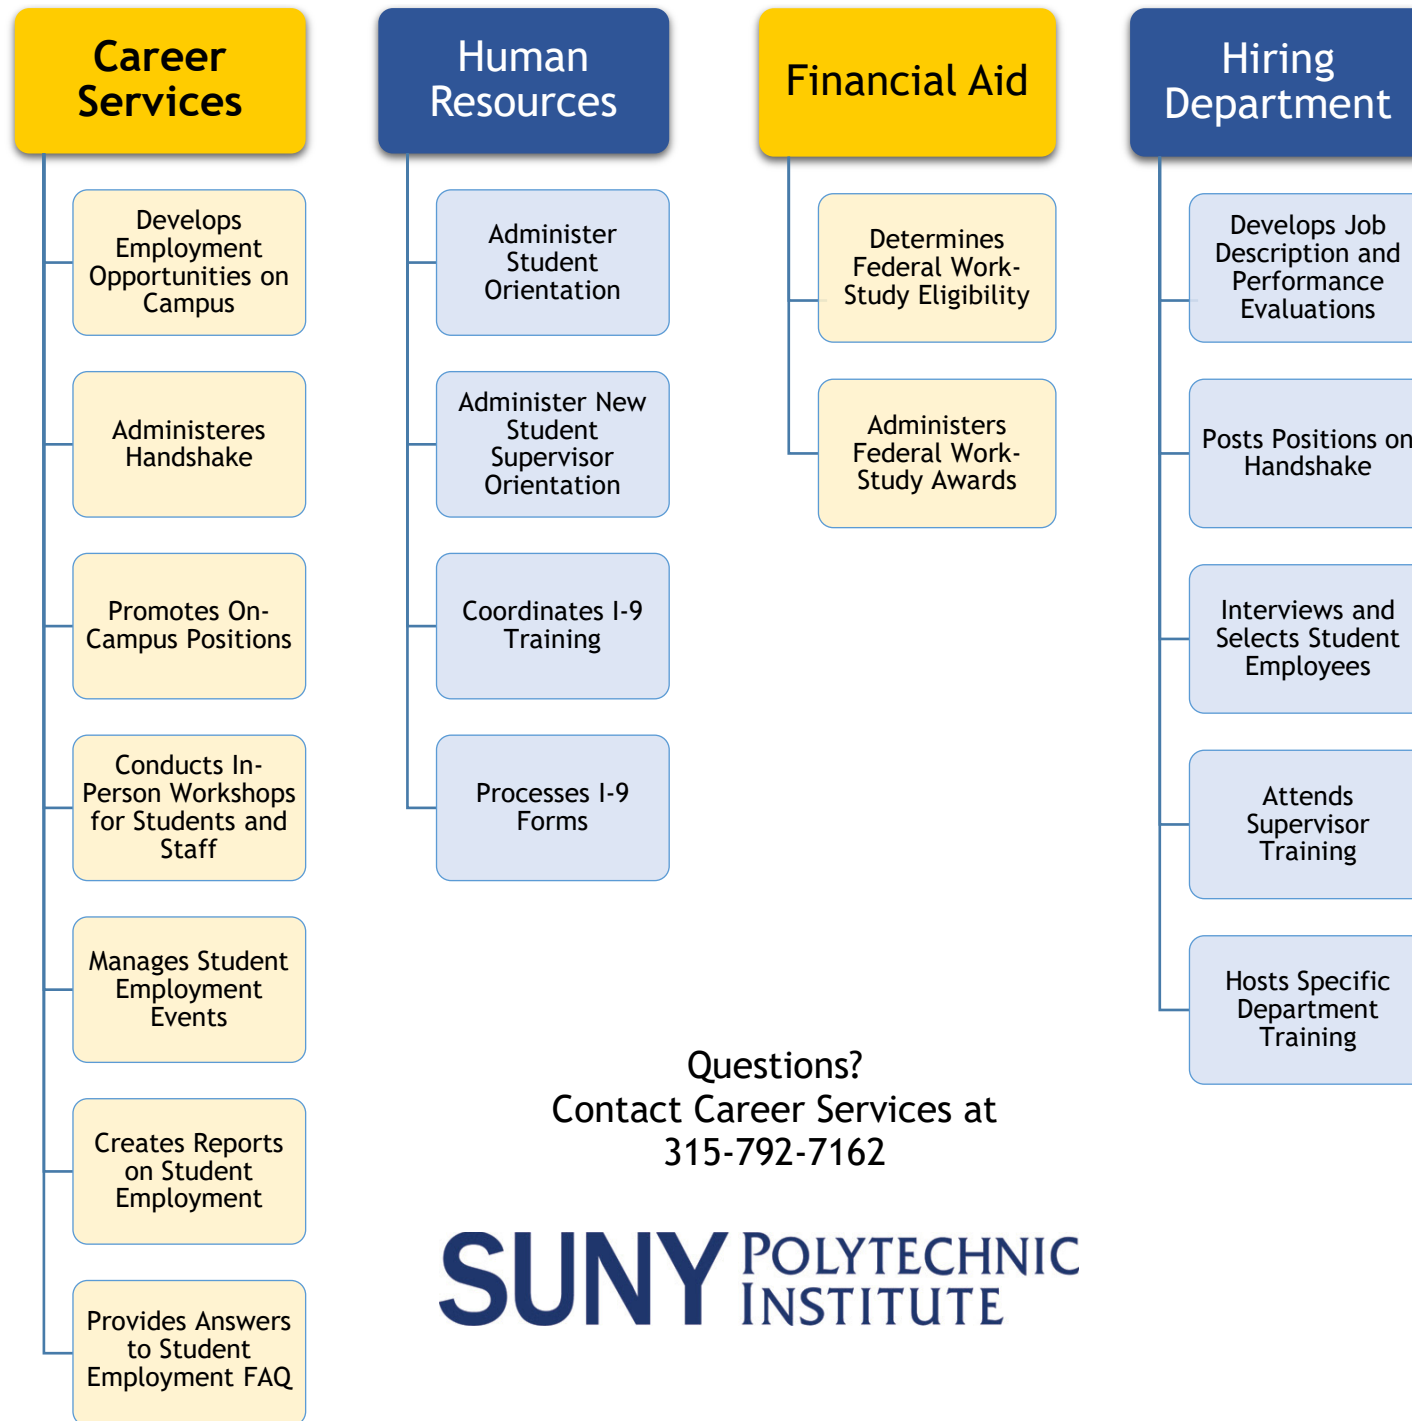 Career
Services
Develops
Employment
Opportunities on
Campus
Administeres
Handshake
Promotes On-
Campus Positions
Conducts In-
Person Workshops
for Students and
Staff
Manages Student
Employment
Events
Creates Reports
on Student
Employment
Provides Answers
to Student
Employment FAQ
Human
Resources
Administer
Student
Orientation
Administer New
Student
Supervisor
Orientation
Coordinates I-9
Training
Processes I-9
Forms
Financial Aid
Determines
Federal Work-
Study Eligibility
Administers
Federal Work-
Study Awards
Hiring
Department
Develops Job
Description and
Performance
Evaluations
Posts Positions on
Handshake
Interviews and
Selects Student
Employees
Attends
Supervisor
Training
Hosts Specific
Department
Training
Questions?
Contact Career Services at
315-792-7162
SUNY POLYTECHNIC
INSTITUTE